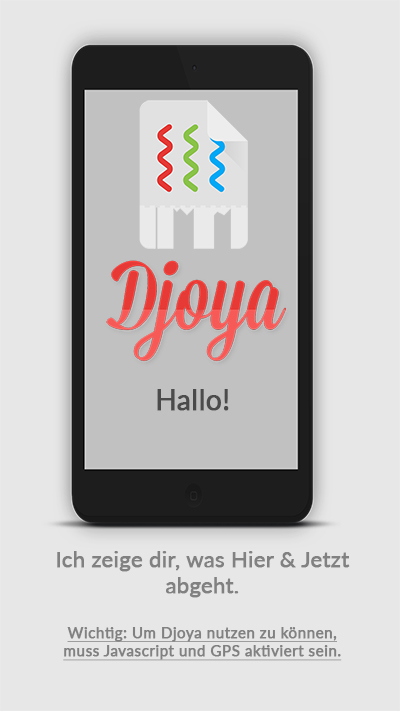 Djoya
Hallo!
Ich zeige dir, was Hier & Jetzt
abgeht.
Wichtig: Um Djoya nutzen zu können,
muss Javascript und GPS aktiviert sein.